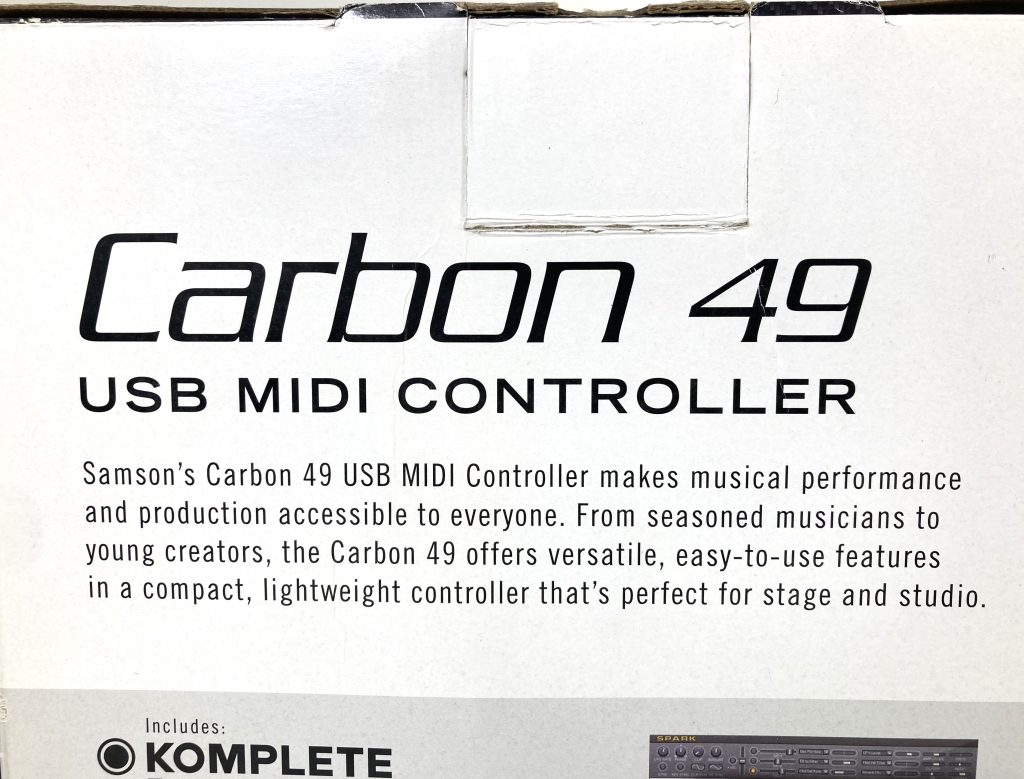 Carbon 49
USB MIDI CONTROLLER
Samson's Carbon 49 USB MIDI Controller makes musical performance
and production accessible to everyone. From seasoned musicians to
young creators, the Carbon 49 offers versatile, easy-to-use features
in a compact, lightweight controller that's perfect for stage and studio.
Includes:
KOMPLETE
SPARK